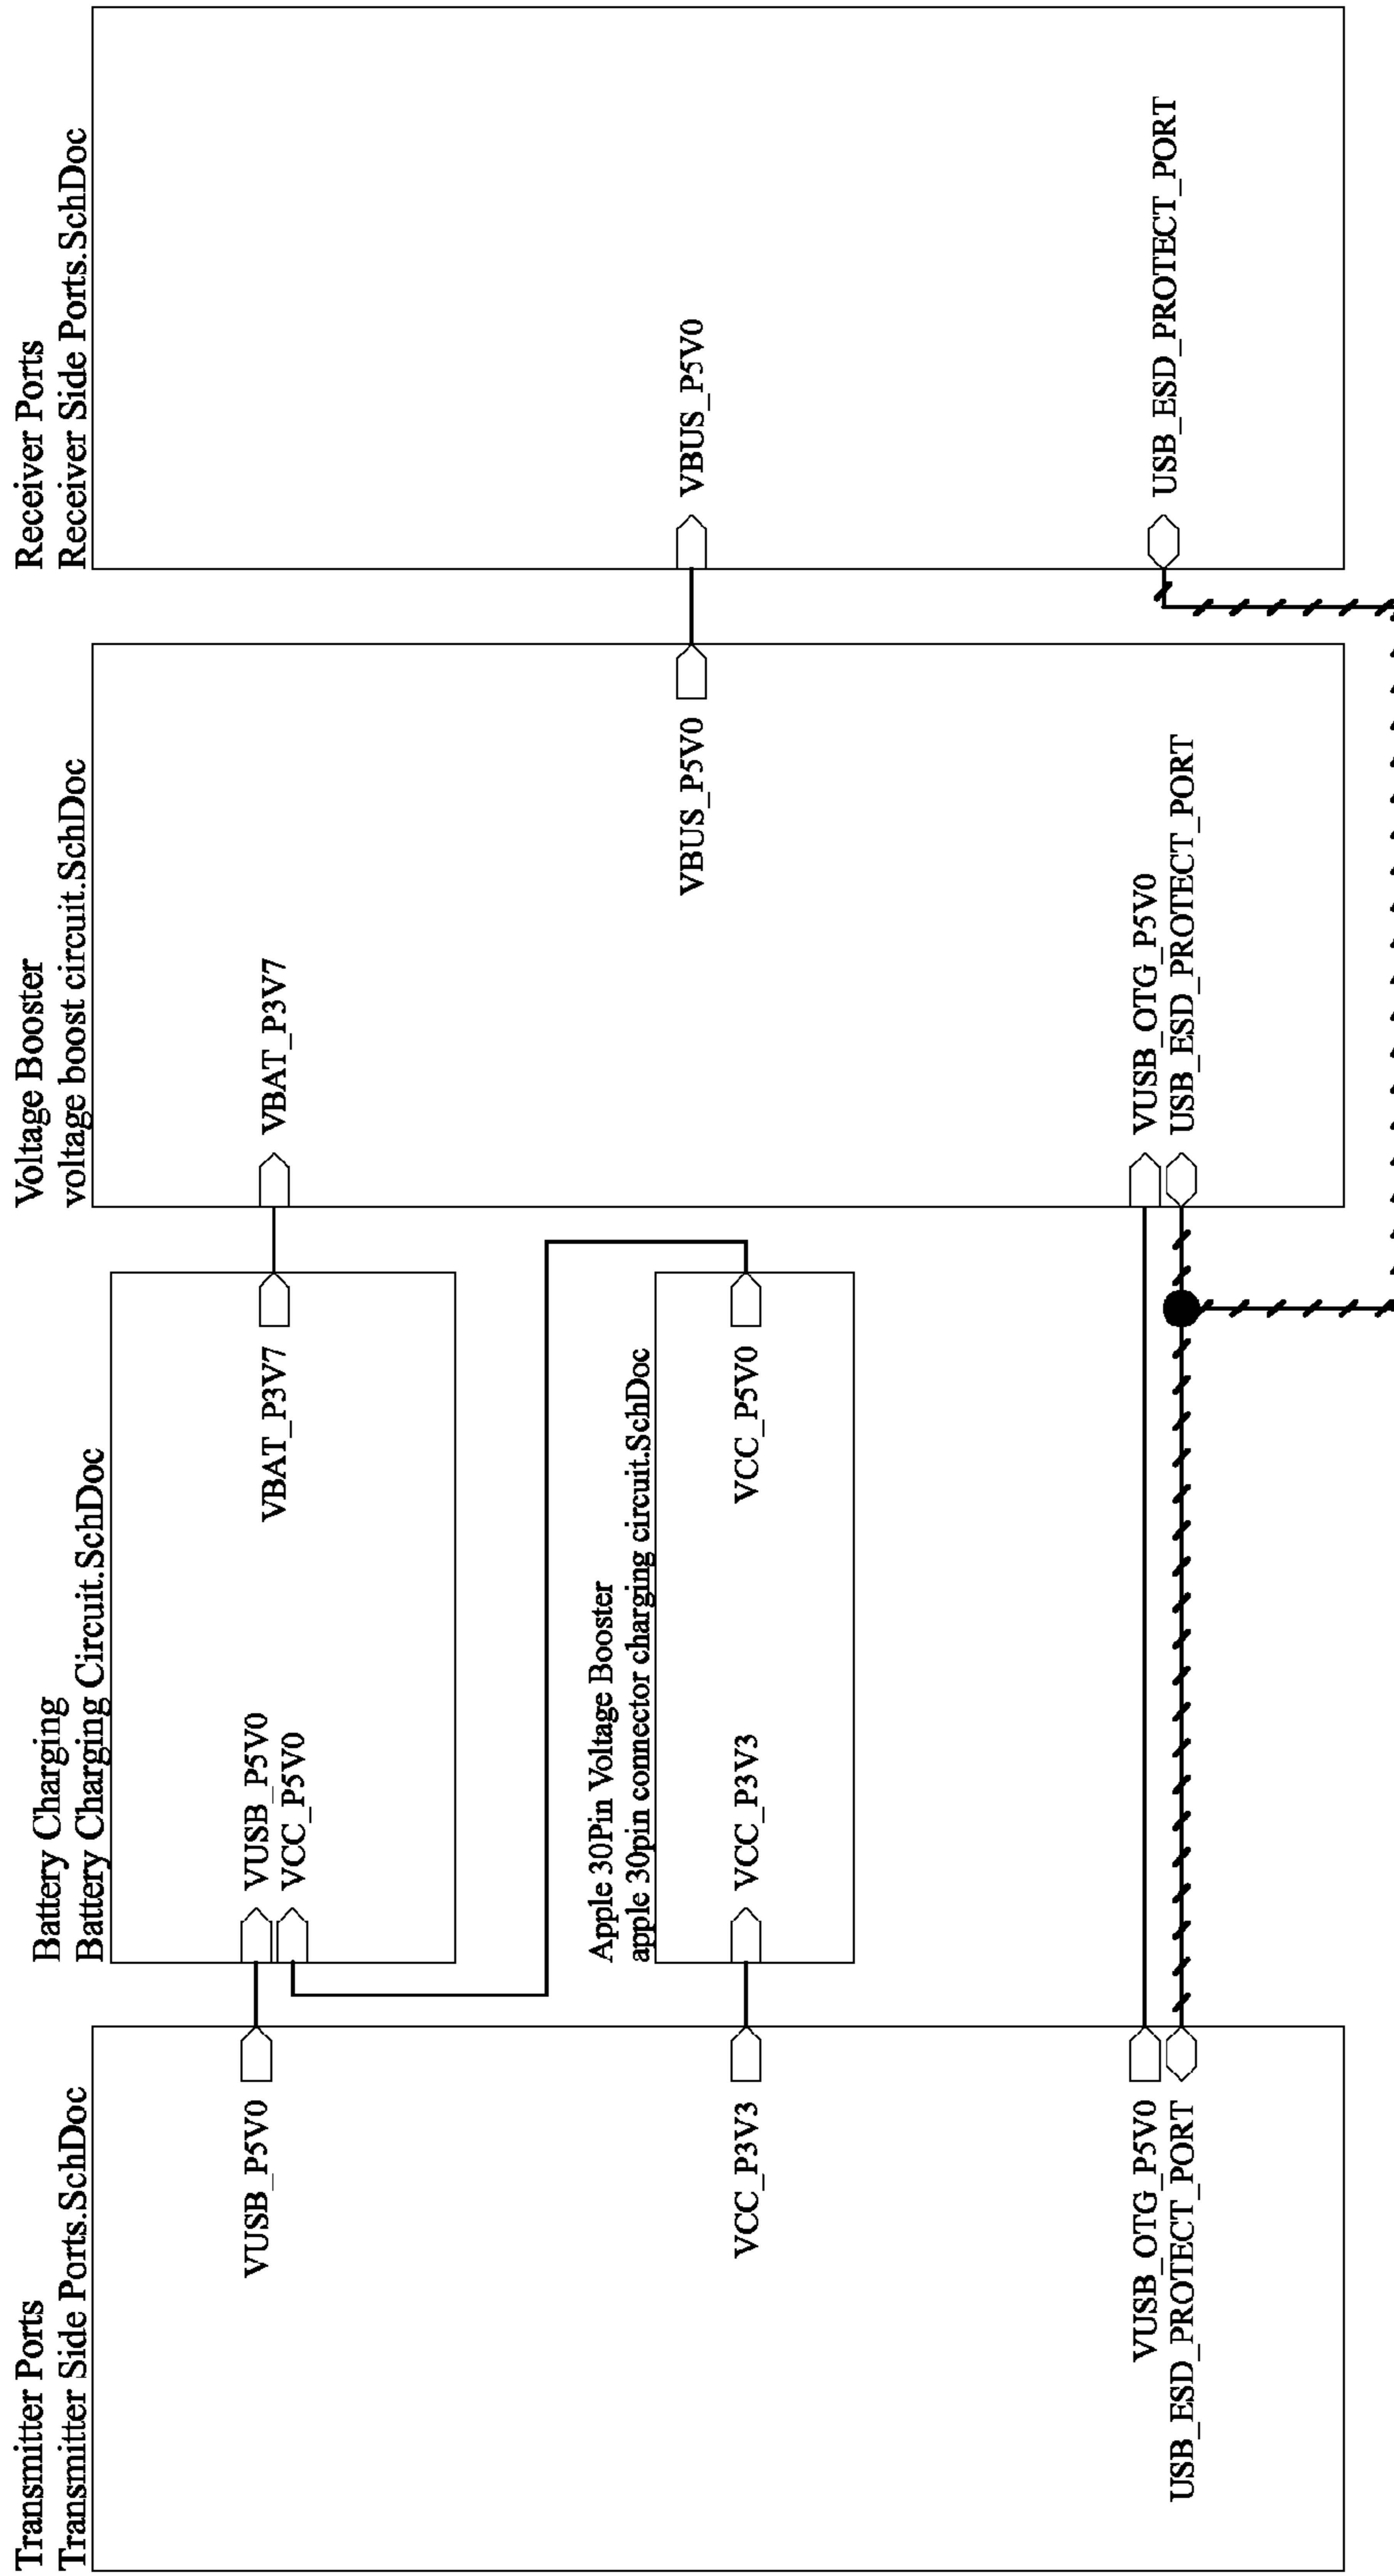 Transmitter Ports
Transmitter Side Ports.SchDoc
VUSB_P5V0
VCC_P3V3
VUSB_OTG_P5V0
USB_ESD_PROTECT_PORT
Battery Charging
Battery Charging Circuit.SchDoc
VUSB_P5V0
VCC_P5V0
VBAT_P3V7
Apple 30Pin Voltage Booster
apple 30pin connector charging circuit.SchDoc
VCC_P3V3
VCC_P5V0
Voltage Booster
voltage boost circuit.SchDoc
VBAT_P3V7
VBUS_P5V0
VUSB_OTG_P5V0
USB_ESD_PROTECT_PORT
Receiver Ports
Receiver Side Ports.SchDoc
VBUS_P5V0
USB_ESD_PROTECT_PORT